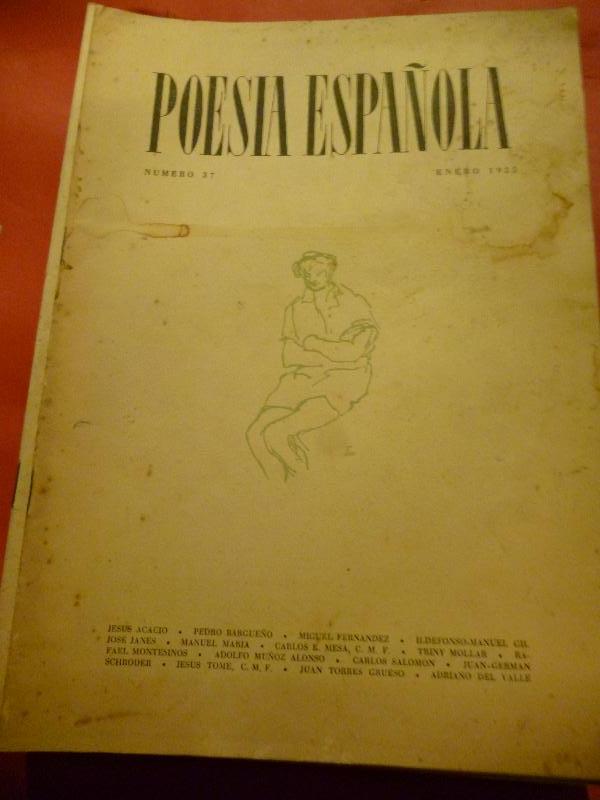 POESIA ESPAÑOLA
NUMERO 37
ENERO 1955
JESUS ACACIO • PEDRO BARGUEÑO • MIGUEL FERNANDEZ • ILDEFONSO-MANUEL GIL
JOSE JANES • MANUEL MARIA • CARLOS E. MESA, C. M. F. • TRINY MOLLAR • RA-
FAEL MONTESINOS • ADOLFO MUÑOZ ALONSO • CARLOS SALOMON • JUAN-GERMAN
SCHRODER • JESUS TOME, C. M. F. • JUAN TORRES GRUESO • ADRIANO DEL VALLE